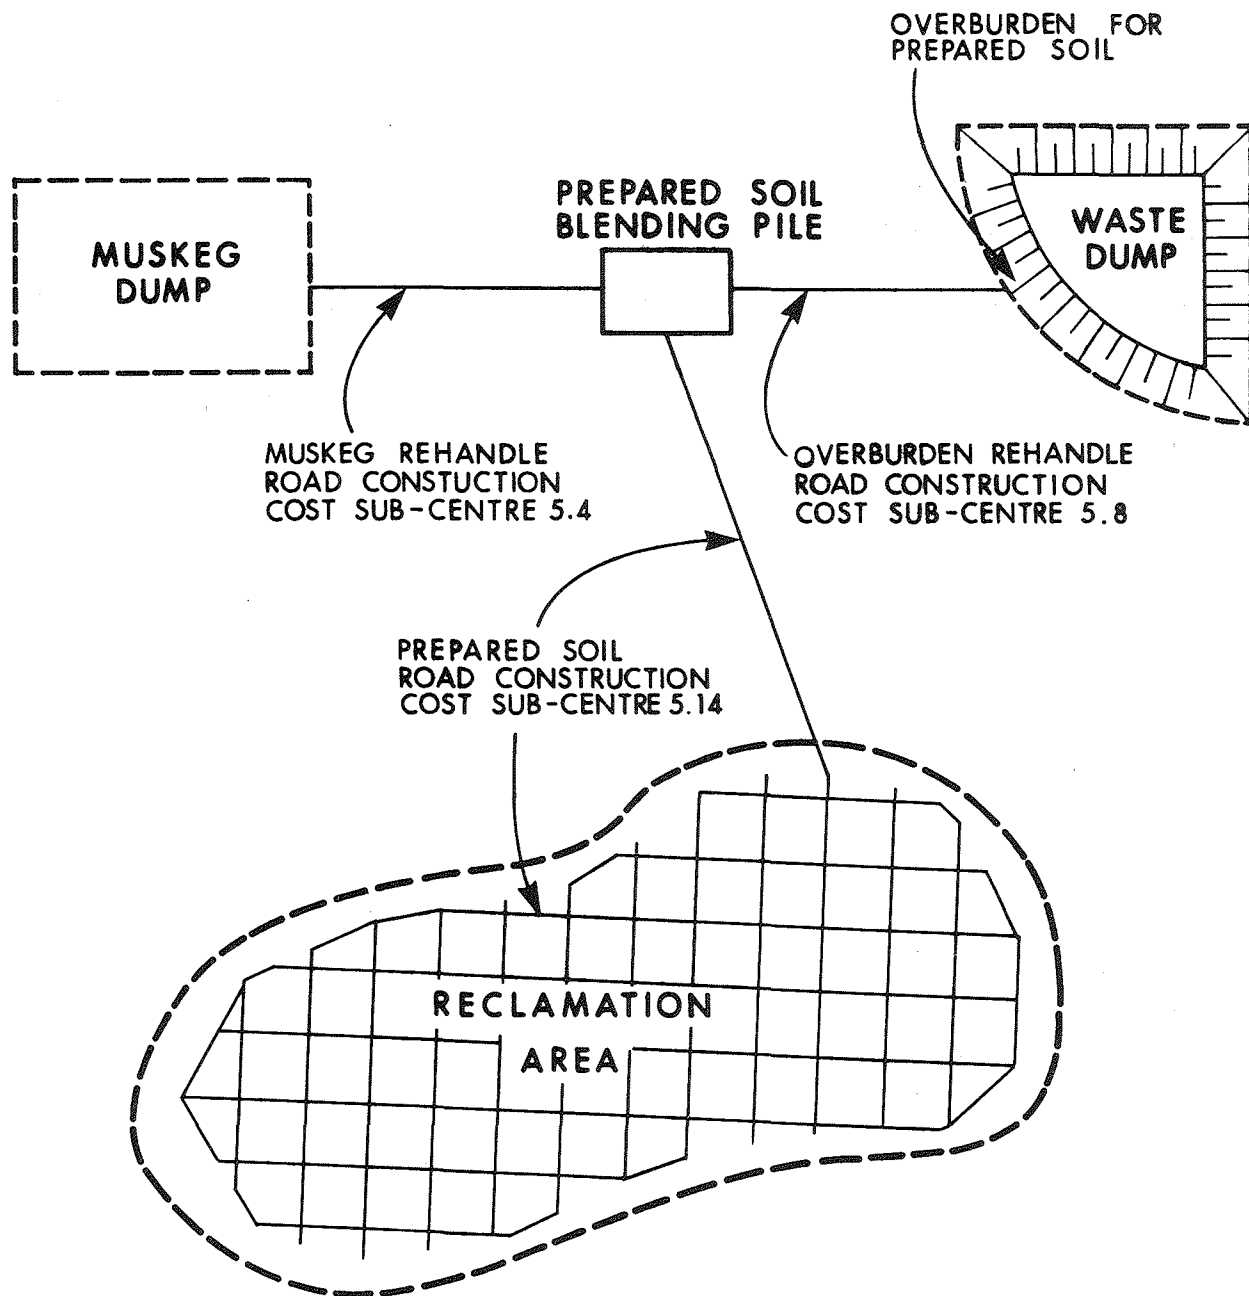 OVERBURDEN FOR
PREPARED SOIL
PREPARED SOIL
BLENDING PILE
WASTE
DUMP
MUSKEG
DUMP
MUSKEG REHANDLE
ROAD CONSTUCTION
COST SUB-CENTRE 5.4
OVERBURDEN REHANDLE
ROAD CONSTRUCTION
COST SUB-CENTRE 5.8
PREPARED SOIL
ROAD CONSTRUCTION
COST SUB-CENTRE 5.14
RECLAMATION
AREA